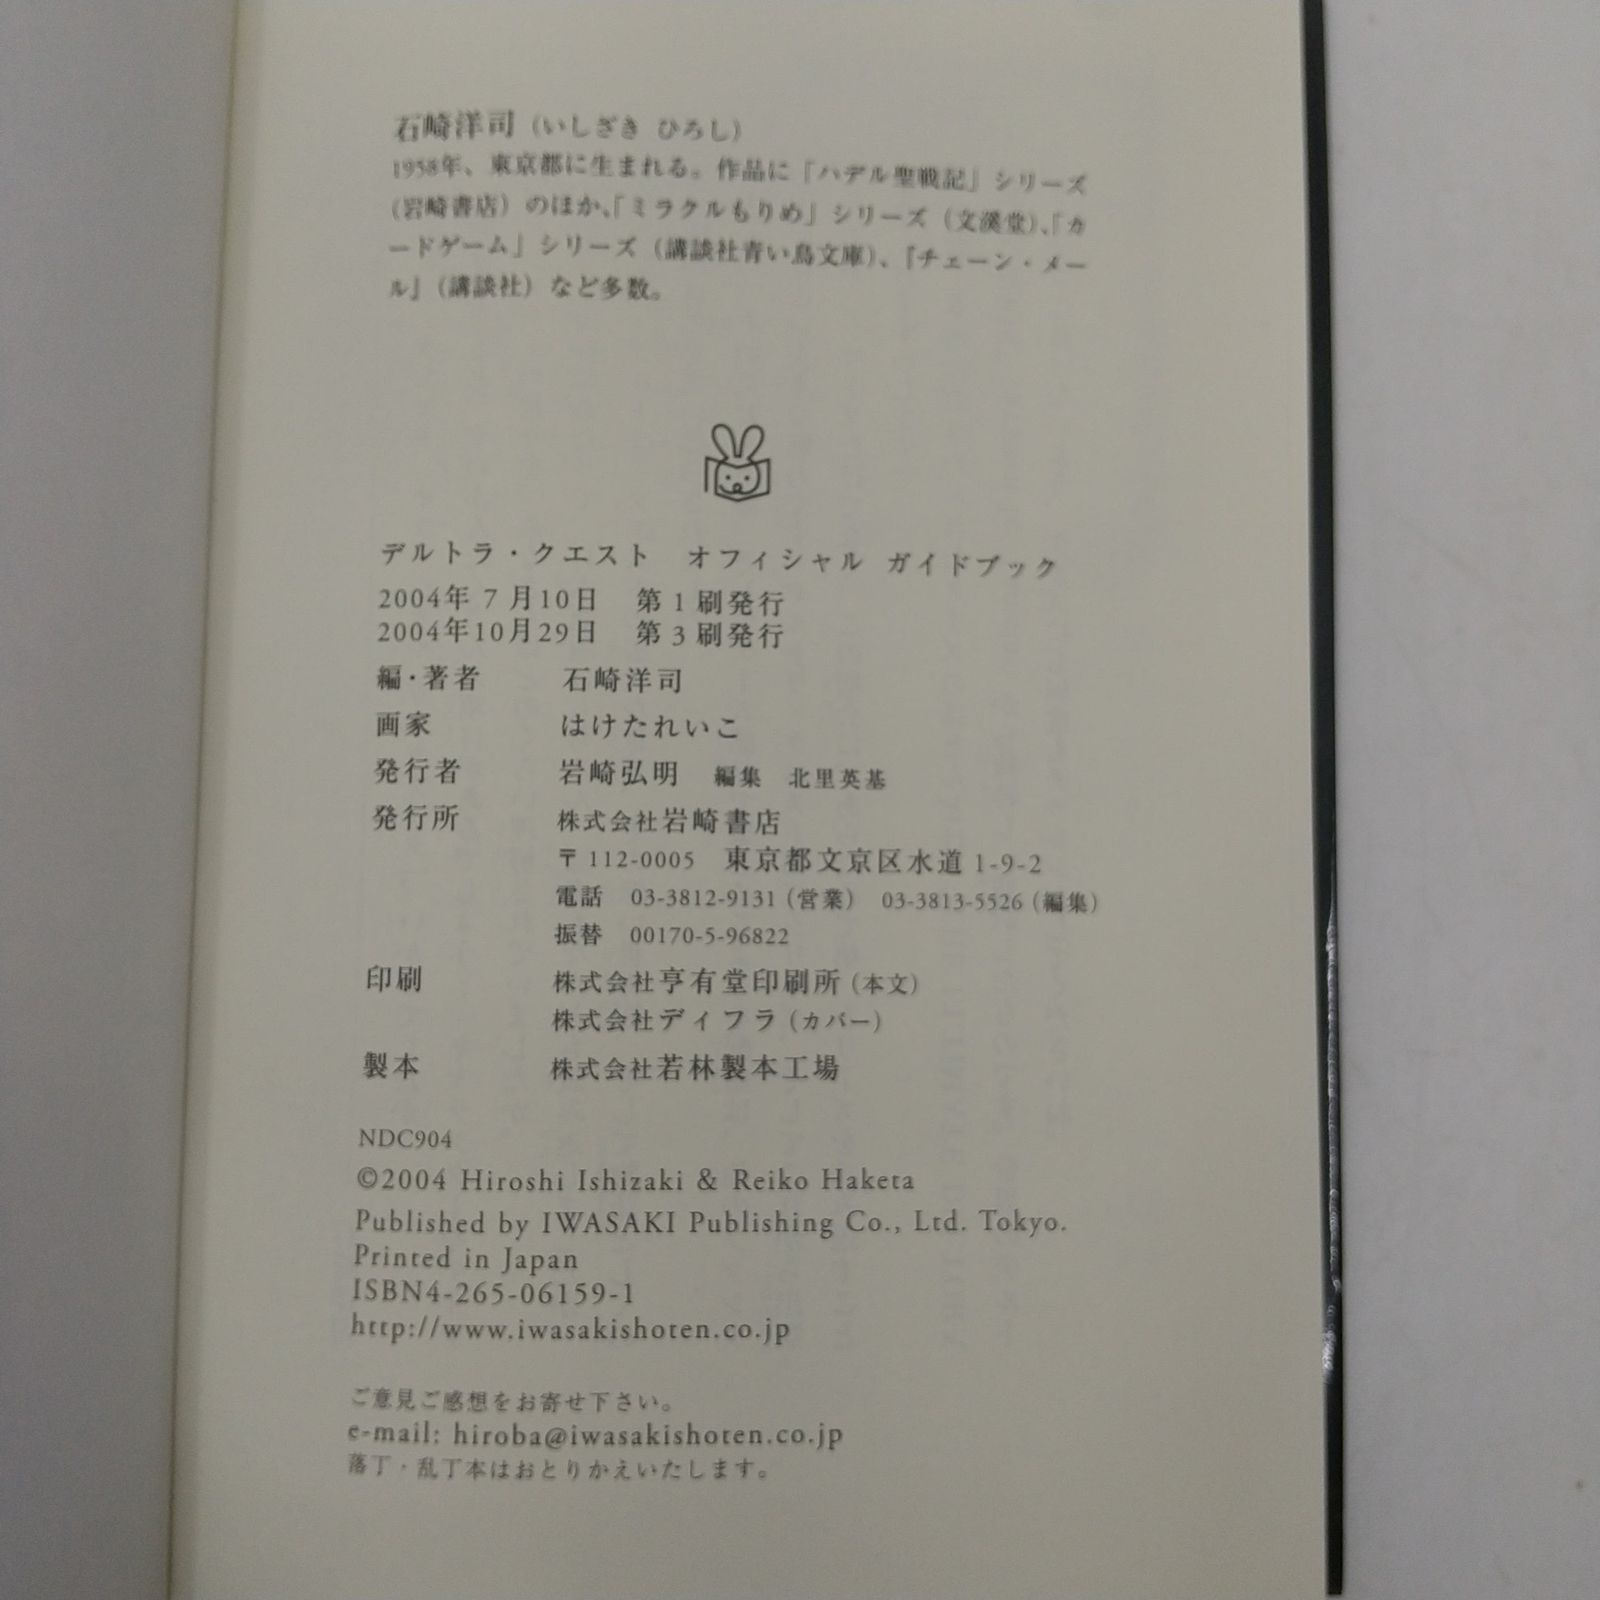 石崎洋司（いしざき ひろし）
1958年、東京都に生まれる。作品に「ハデル聖戦記」シリーズ
（岩崎書店）のほか、「ミラクルもりめ」シリーズ（文溪堂）、「カ
ードゲーム」シリーズ（講談社青い鳥文庫）、『チェーン・メー
ル』（講談社）など多数。
デルトラ・クエスト　オフィシャル ガイドブック
2004年 7 月10日　第 1 刷発行
2004年10月29日　第 3 刷発行
編・著者　石崎洋司
画家　はけたれいこ
発行者　岩崎弘明　編集　北里英基
発行所　株式会社岩崎書店
〒112-0005　東京都文京区水道 1-9-2
電話　03-3812-9131（営業）　03-3813-5526（編集）
振替　00170-5-96822
印刷　株式会社亨有堂印刷所（本文）
株式会社ディフラ（カバー）
製本　株式会社若林製本工場
NDC904
©2004 Hiroshi Ishizaki & Reiko Haketa
Published by IWASAKI Publishing Co., Ltd. Tokyo.
Printed in Japan
ISBN4-265-06159-1
http://www.iwasakishoten.co.jp
ご意見ご感想をお寄せ下さい。
e-mail: hiroba@iwasakishoten.co.jp
落丁・乱丁本はおとりかえいたします。